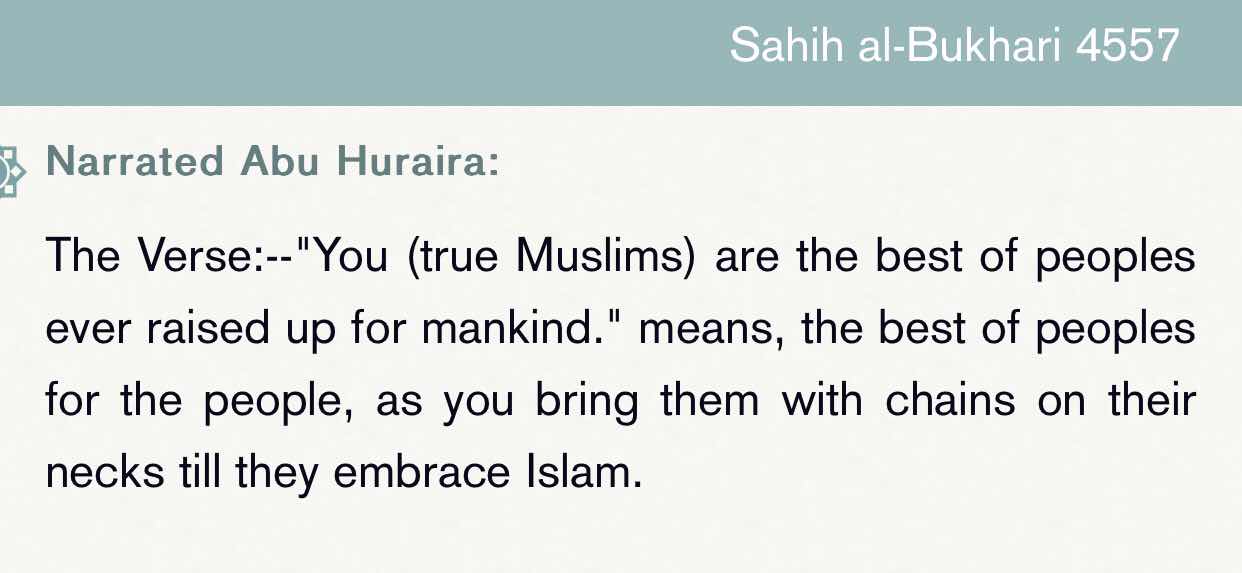 Sahih al-Bukhari 4557
Narrated Abu Huraira:
The Verse:--"You (true Muslims) are the best of peoples
ever raised up for mankind." means, the best of peoples
for the people, as you bring them with chains on their
necks till they embrace Islam.